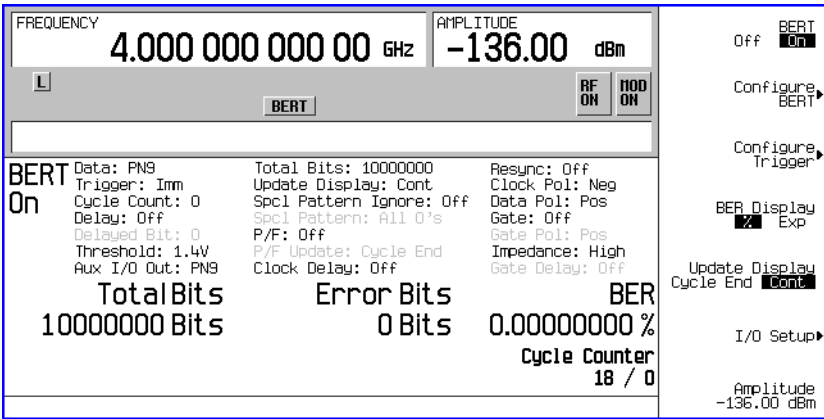 FREQUENCY
4.000 000 000 00 GHz
AMPLITUDE
-136.00 dBm
L
BERT
RF ON
MOD ON
BERT On
Data: PN9
Trigger: Imm
Cycle Count: 0
Delay: Off
Delayed Bit: 0
Threshold: 1.4V
Aux I/O Out: PN9
Total Bits: 10000000
Update Display: Cont
Spcl Pattern Ignore: Off
Spcl Pattern: All 0's
P/F: Off
P/F Update: Cycle End
Clock Delay: Off
Resync: Off
Clock Pol: Neg
Data Pol: Pos
Gate: Off
Gate Pol: Pos
Impedance: High
Gate Delay: Off
Total Bits Error Bits BER
10000000 Bits 0 Bits 0.00000000 %
Cycle Counter
18 / 0
BERT
Off On
Configure
BERT
Configure
Trigger
BER Display
% Exp
Update Display
Cycle End Cont
I/O Setup
Amplitude
-136.00 dBm